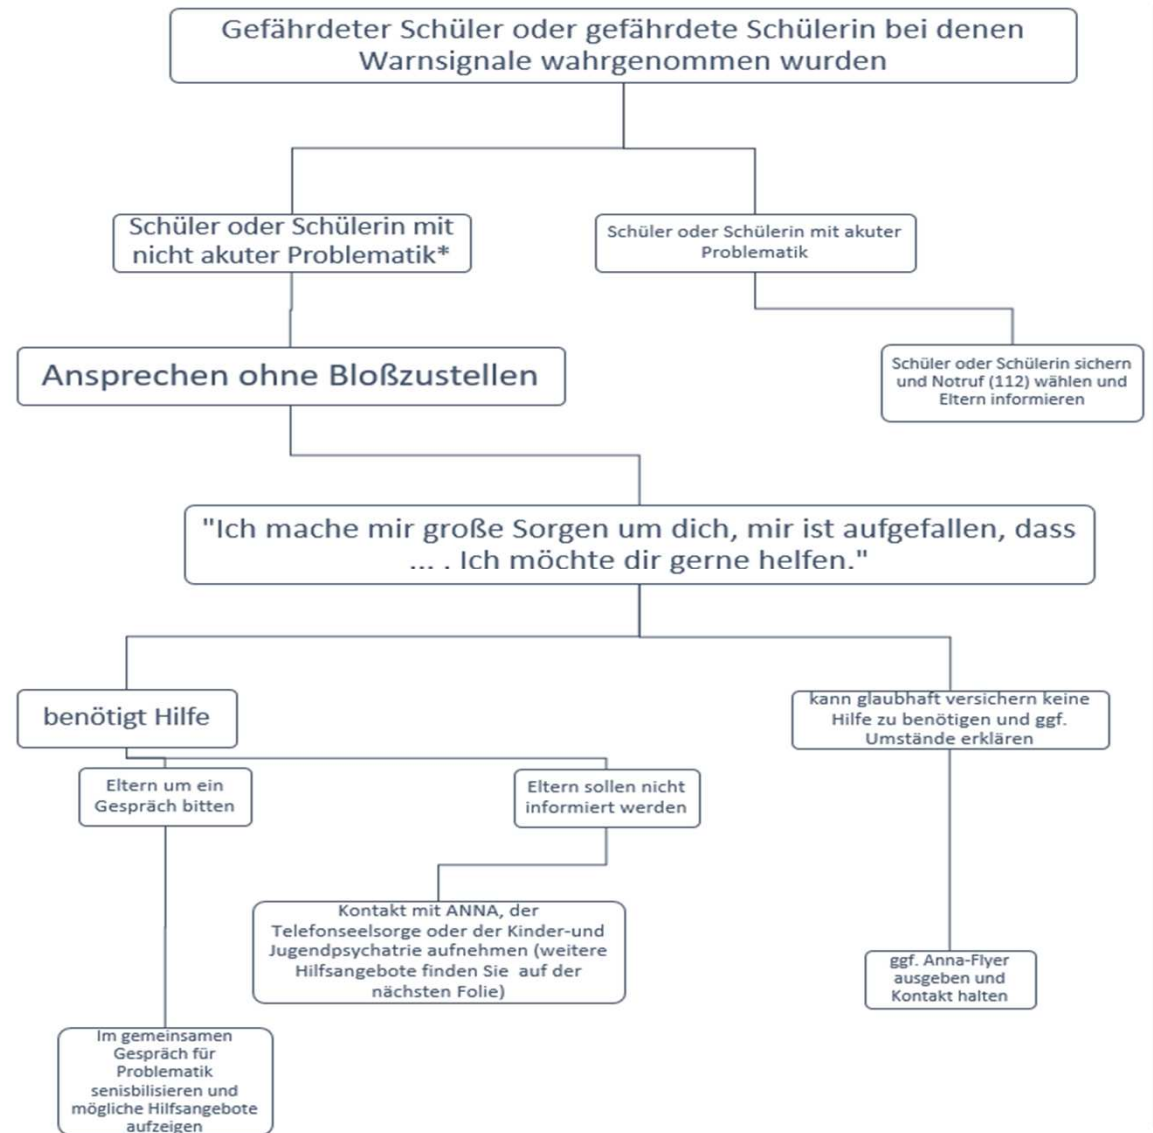 Gefährdeter Schüler oder gefährdete Schülerin bei denen
Warnsignale wahrgenommen wurden
Schüler oder Schülerin mit
nicht akuter Problematik*
Schüler oder Schülerin mit akuter
Problematik
Ansprechen ohne Bloßzustellen
Schüler oder Schülerin sichern
und Notruf (112) wählen und
Eltern informieren
"Ich mache mir große Sorgen um dich, mir ist aufgefallen, dass
... . Ich möchte dir gerne helfen."
benötigt Hilfe
kann glaubhaft versichern keine
Hilfe zu benötigen und ggf.
Umstände erklären
Eltern um ein
Gespräch bitten
Eltern sollen nicht
informiert werden
Kontakt mit ANNA, der
Telefonseelsorge oder der Kinder-und
Jugendpsychatrie aufnehmen (weitere
Hilfsangebote finden Sie auf der
nächsten Folie)
ggf. Anna-Flyer
ausgeben und
Kontakt halten
Im gemeinsamen
Gespräch für
Problematik
senisbilisieren und
mögliche Hilfsangebote
aufzeigen